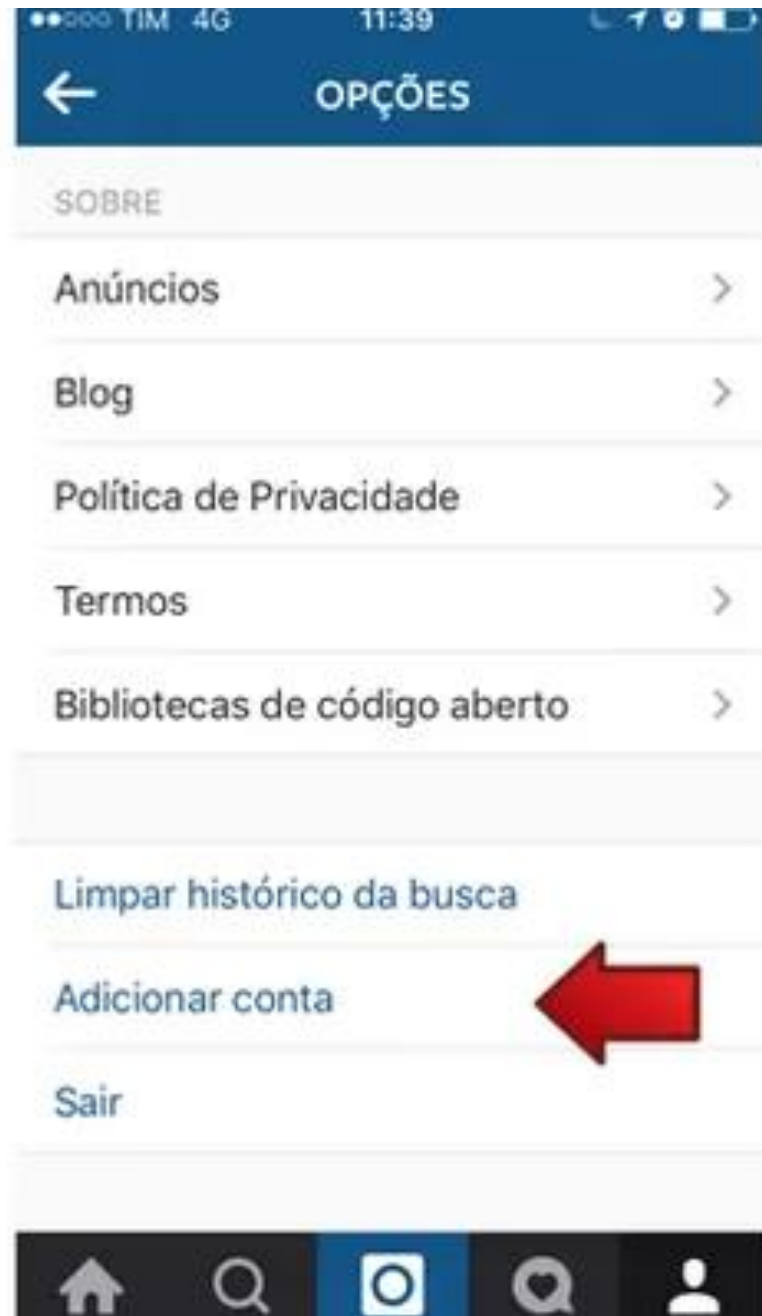 TIM 4G 11:39
OPÇÕES
SOBRE
Anúncios
Blog
Política de Privacidade
Termos
Bibliotecas de código aberto
Limpar histórico da busca
Adicionar conta
Sair